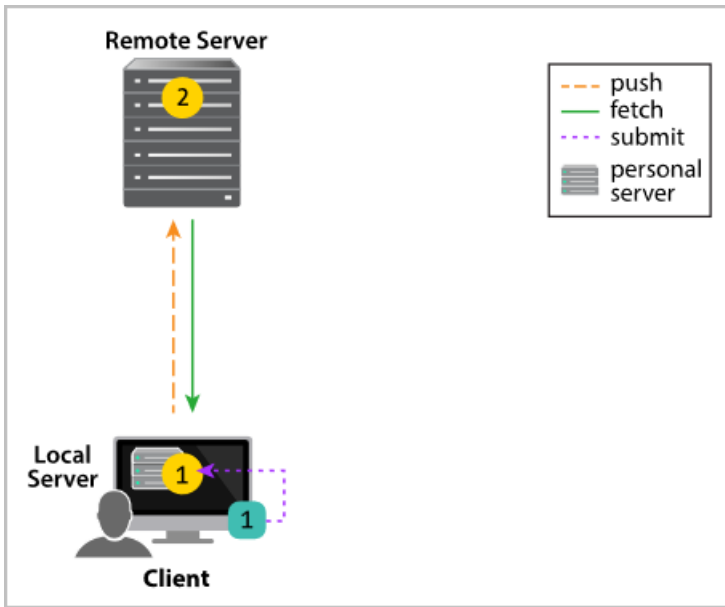 Remote Server
2
push
fetch
submit
personal
server
Local
Server
1
1
Client